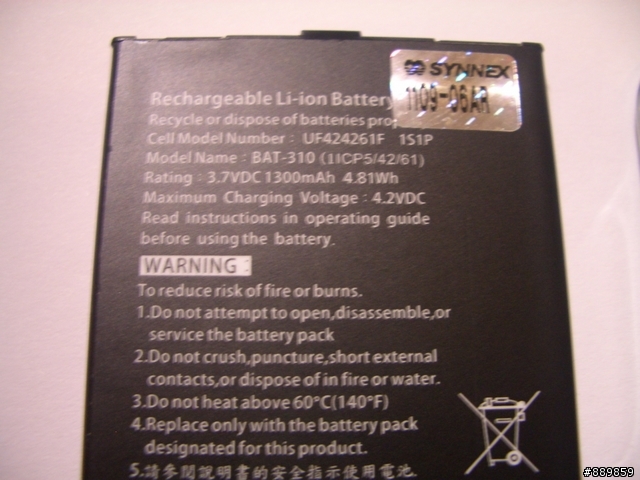 SYNNEX
1109-06AR
Rechargeable Li-ion Battery
Recycle or dispose of batteries
Cell Model Number : UF424261F 1S1P
Model Name : BAT-310 (1ICP5/42/61)
Rating : 3.7VDC 1300mAh 4.81Wh
Maximum Charging Voltage : 4.2VDC
Read instructions in operating guide
before using the battery.
WARNING :
To reduce risk of fire or burns.
1.Do not attempt to open,disassemble,or
service the battery pack
2.Do not crush,puncture,short external
contacts,or dispose of in fire or water.
3.Do not heat above 60°C(140°F)
4.Replace only with the battery pack
designated for this product.
5.請參閱說明書的安全指示使用電池.
#889859